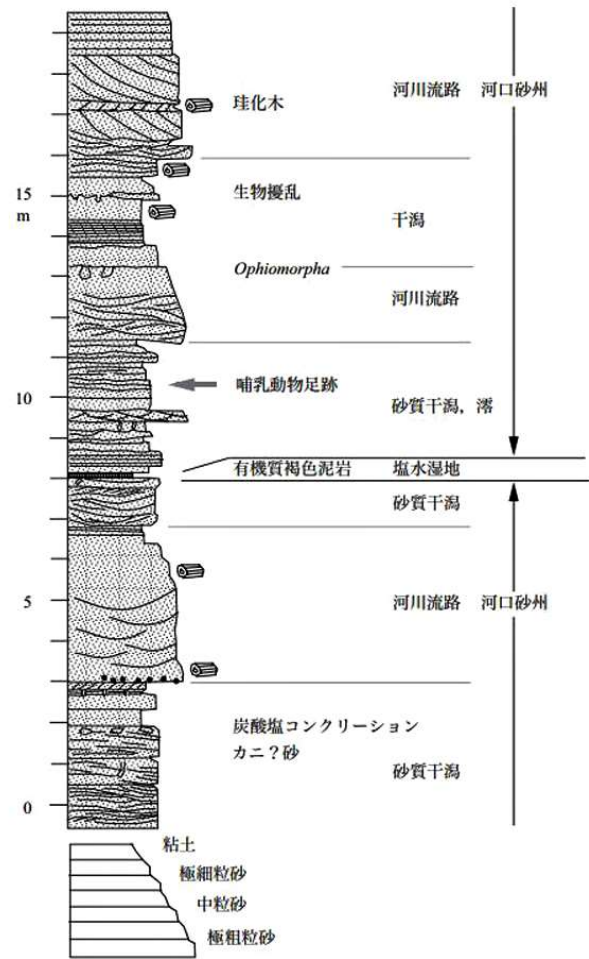 河川流路 河口砂州
珪化木
15
m
生物擾乱
干潟
Ophiomorpha
河川流路
10
哺乳動物足跡
砂質干潟，澪
有機質褐色泥岩 塩水湿地
砂質干潟
5
河川流路 河口砂州
炭酸塩コンクリーション
カニ？砂
砂質干潟
0
粘土
極細粒砂
中粒砂
極粗粒砂